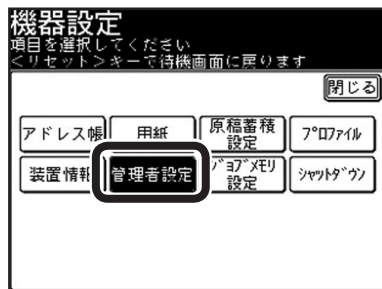 機器設定
項目を選択してください
<リセット>キーで待機画面に戻ります
閉じる
アドレス帳 用紙 原稿蓄積設定 プロファイル
装置情報 管理者設定 ジョブメモリ設定 シャットダウン